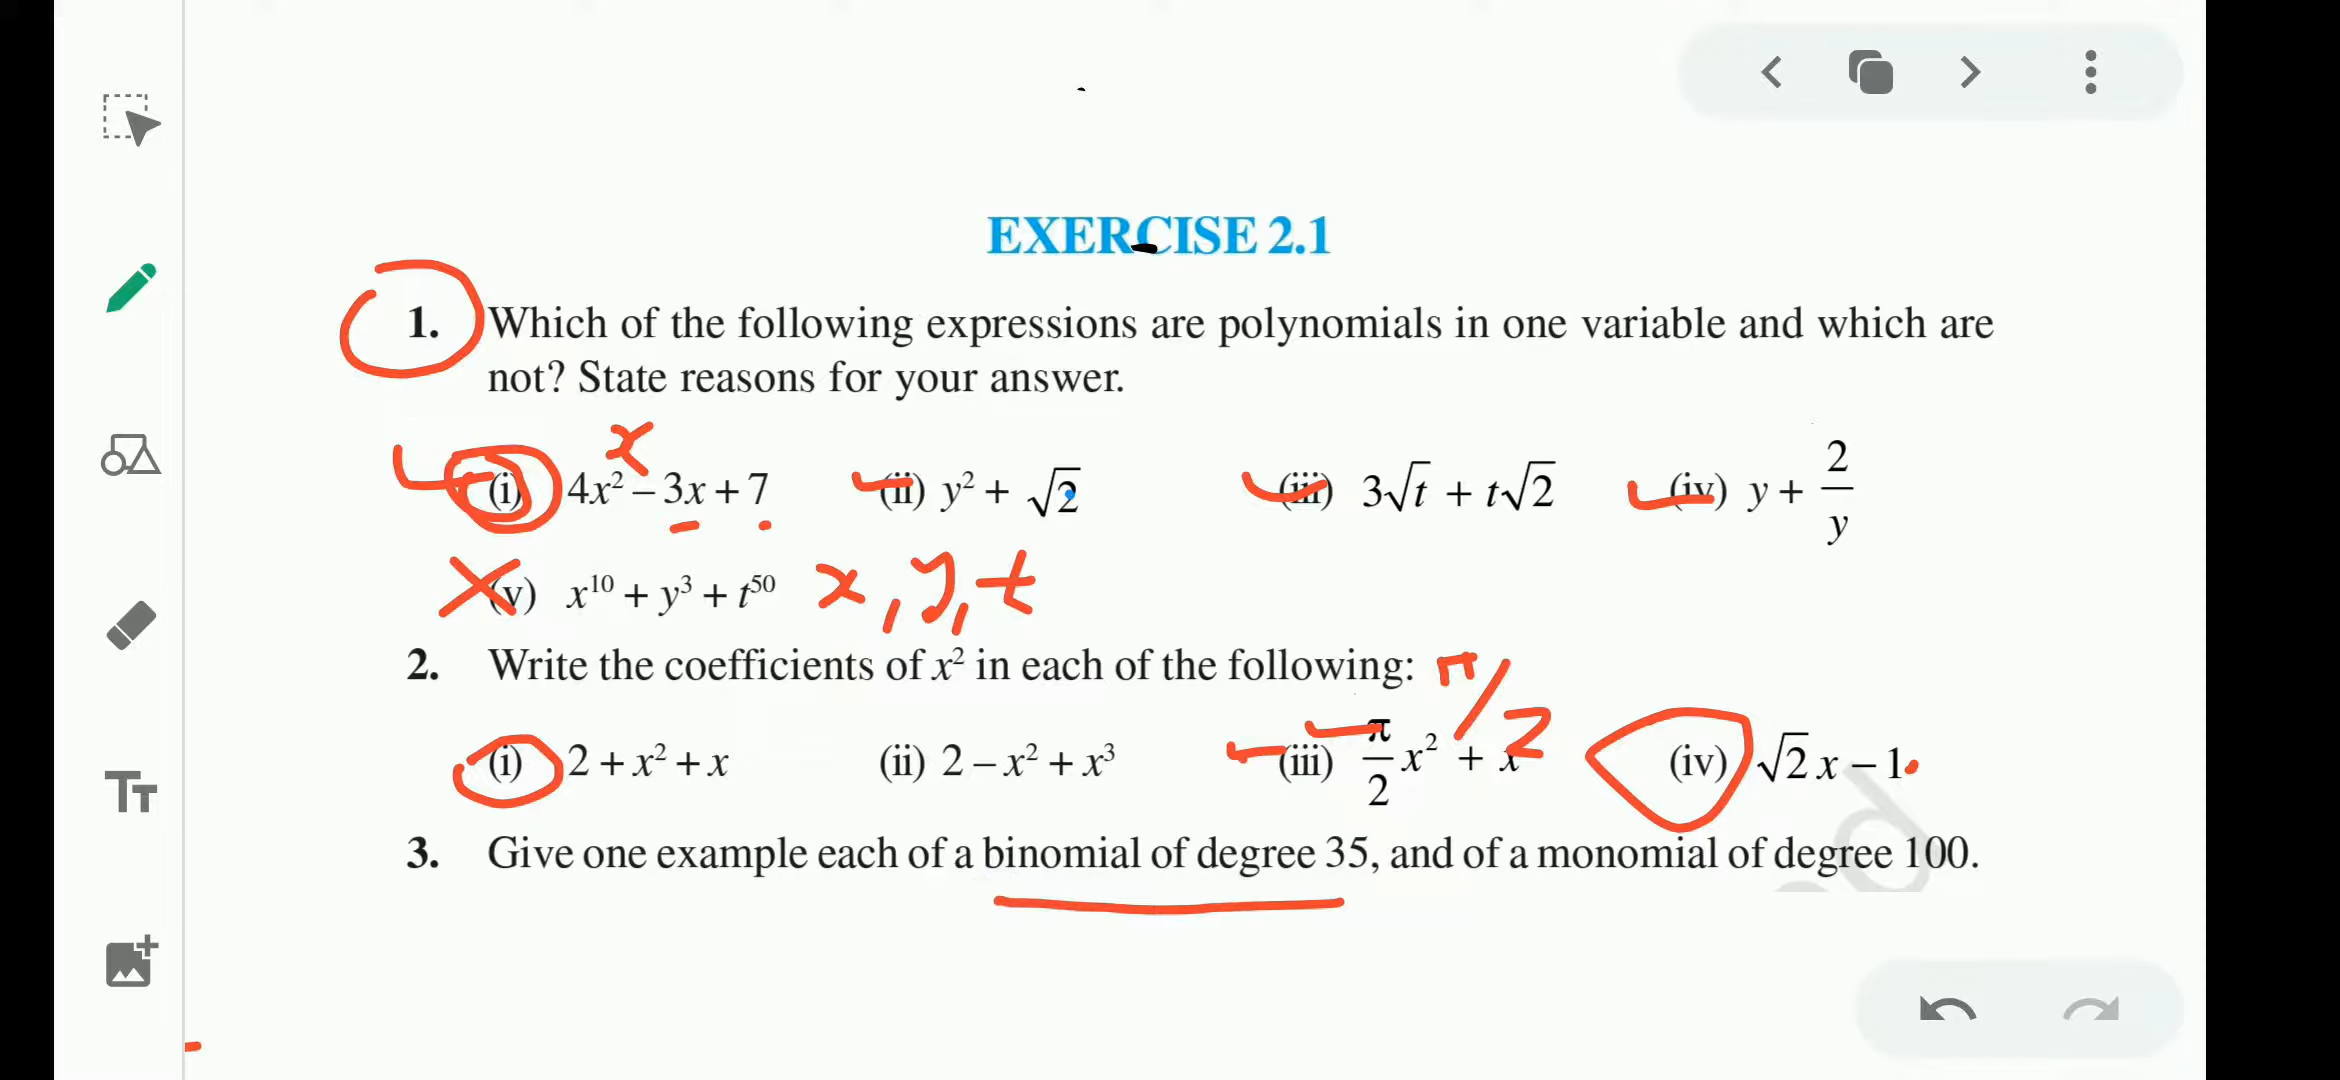 EXERCISE 2.1
1. Which of the following expressions are polynomials in one variable and which are
not? State reasons for your answer.
x
(i) 4x² – 3x + 7 (ii) y² + √2 (iii) 3√t + t√2 (iv) y + 2/y
(v) x¹⁰ + y³ + t⁵⁰ x, y, t
2. Write the coefficients of x² in each of the following: π/2
(i) 2 + x² + x (ii) 2 – x² + x³ (iii) π/2 x² + x (iv) √2 x – 1
3. Give one example each of a binomial of degree 35, and of a monomial of degree 100.